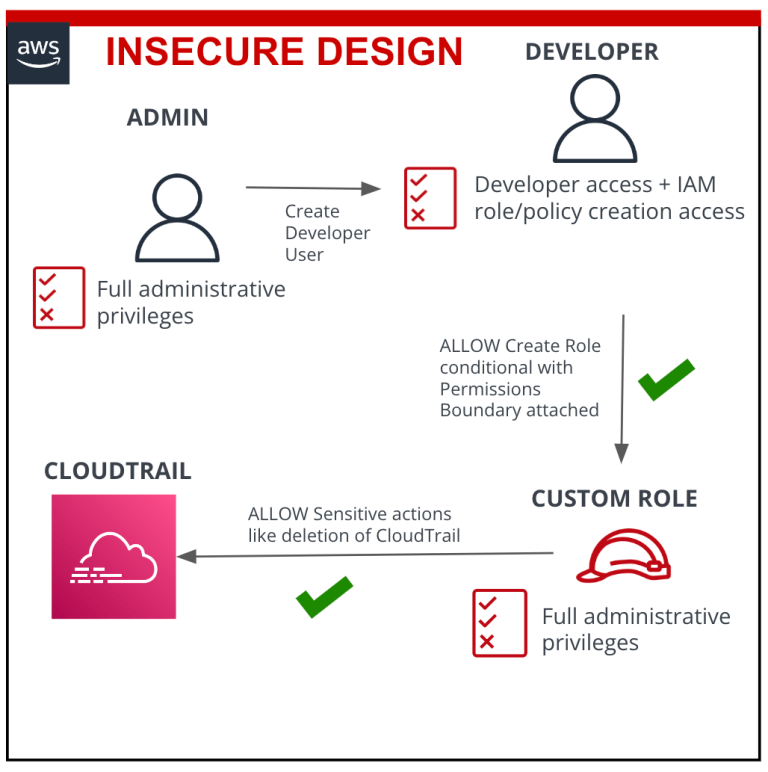 aws
INSECURE DESIGN
DEVELOPER
ADMIN
Developer access + IAM
role/policy creation access
Create
Developer
User
Full administrative
privileges
ALLOW Create Role
conditional with
Permissions
Boundary attached
CLOUDTRAIL
CUSTOM ROLE
ALLOW Sensitive actions
like deletion of CloudTrail
Full administrative
privileges